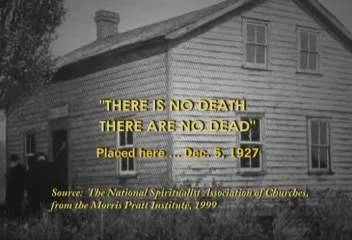 "THERE IS NO DEATH
THERE ARE NO DEAD"
Placed here ... Dec. 5, 1927
Source: The National Spiritualist Association of Churches,
from the Morris Pratt Institute, 1999